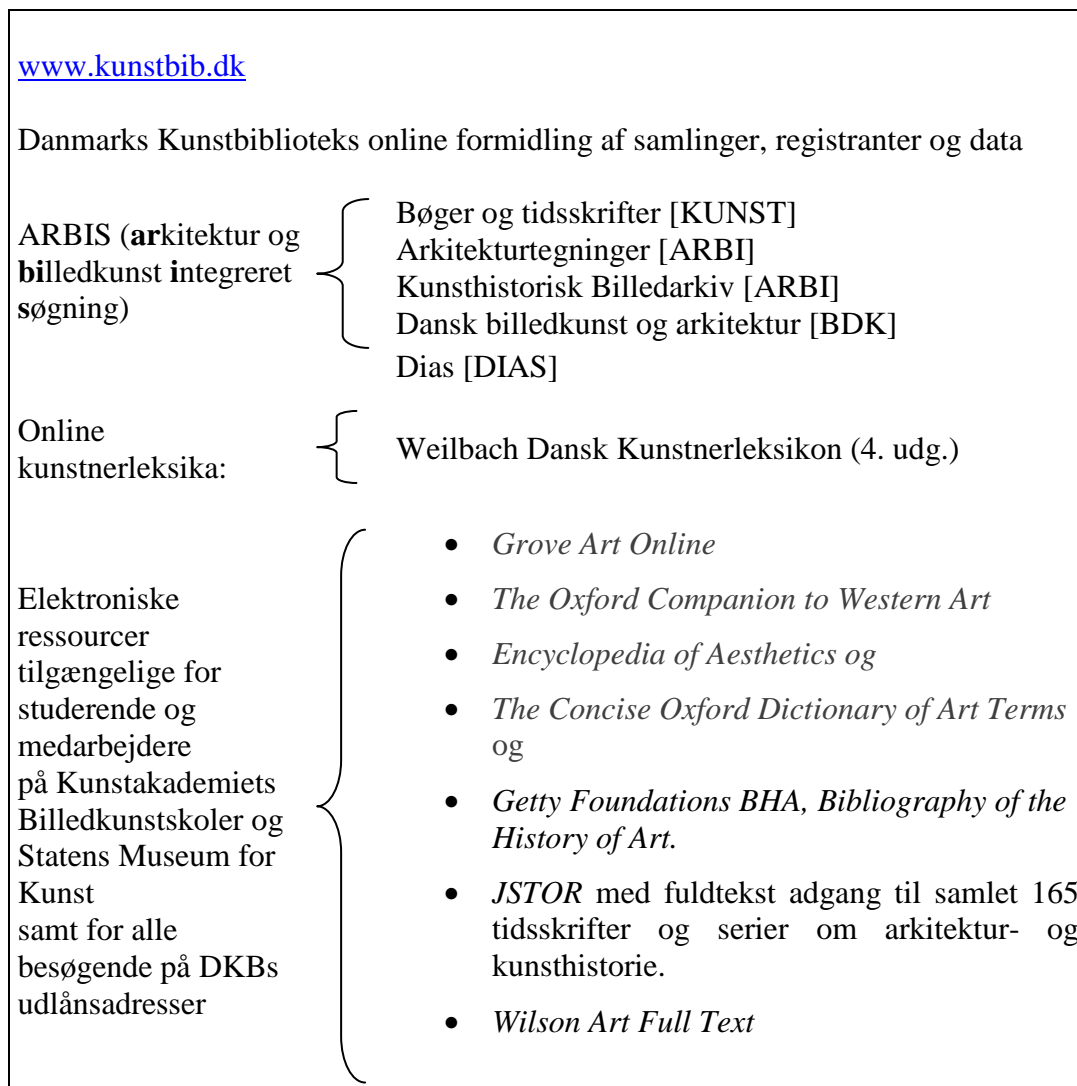 www.kunstbib.dk
Danmarks Kunstbiblioteks online formidling af samlinger, registranter og data
ARBIS (arkitektur og
billedkunst integreret
søgning)
Bøger og tidsskrifter [KUNST]
Arkitekturtegninger [ARBI]
Kunsthistorisk Billedarkiv [ARBI]
Dansk billedkunst og arkitektur [BDK]
Dias [DIAS]
Online
kunstnerleksika:
Weilbach Dansk Kunstnerleksikon (4. udg.)
Elektroniske
ressourcer
tilgængelige for
studerende og
medarbejdere
på Kunstakademiets
Billedkunstskoler og
Statens Museum for
Kunst
samt for alle
besøgende på DKBs
udlånsadresser
• Grove Art Online
• The Oxford Companion to Western Art
• Encyclopedia of Aesthetics og
• The Concise Oxford Dictionary of Art Terms
og
• Getty Foundations BHA, Bibliography of the
History of Art.
• JSTOR med fuldtekst adgang til samlet 165
tidsskrifter og serier om arkitektur- og
kunsthistorie.
• Wilson Art Full Text